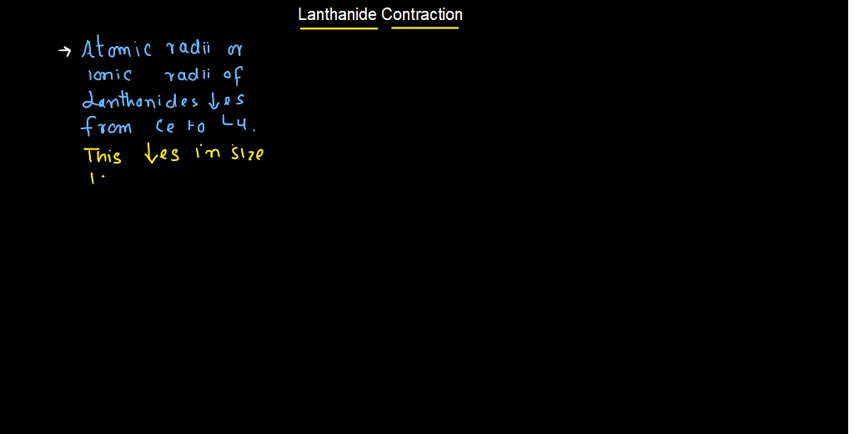 Lanthanide Contraction
→ Atomic radii or
ionic radii of
Lanthanides ↓es
from Ce to Lu.
This ↓es in size